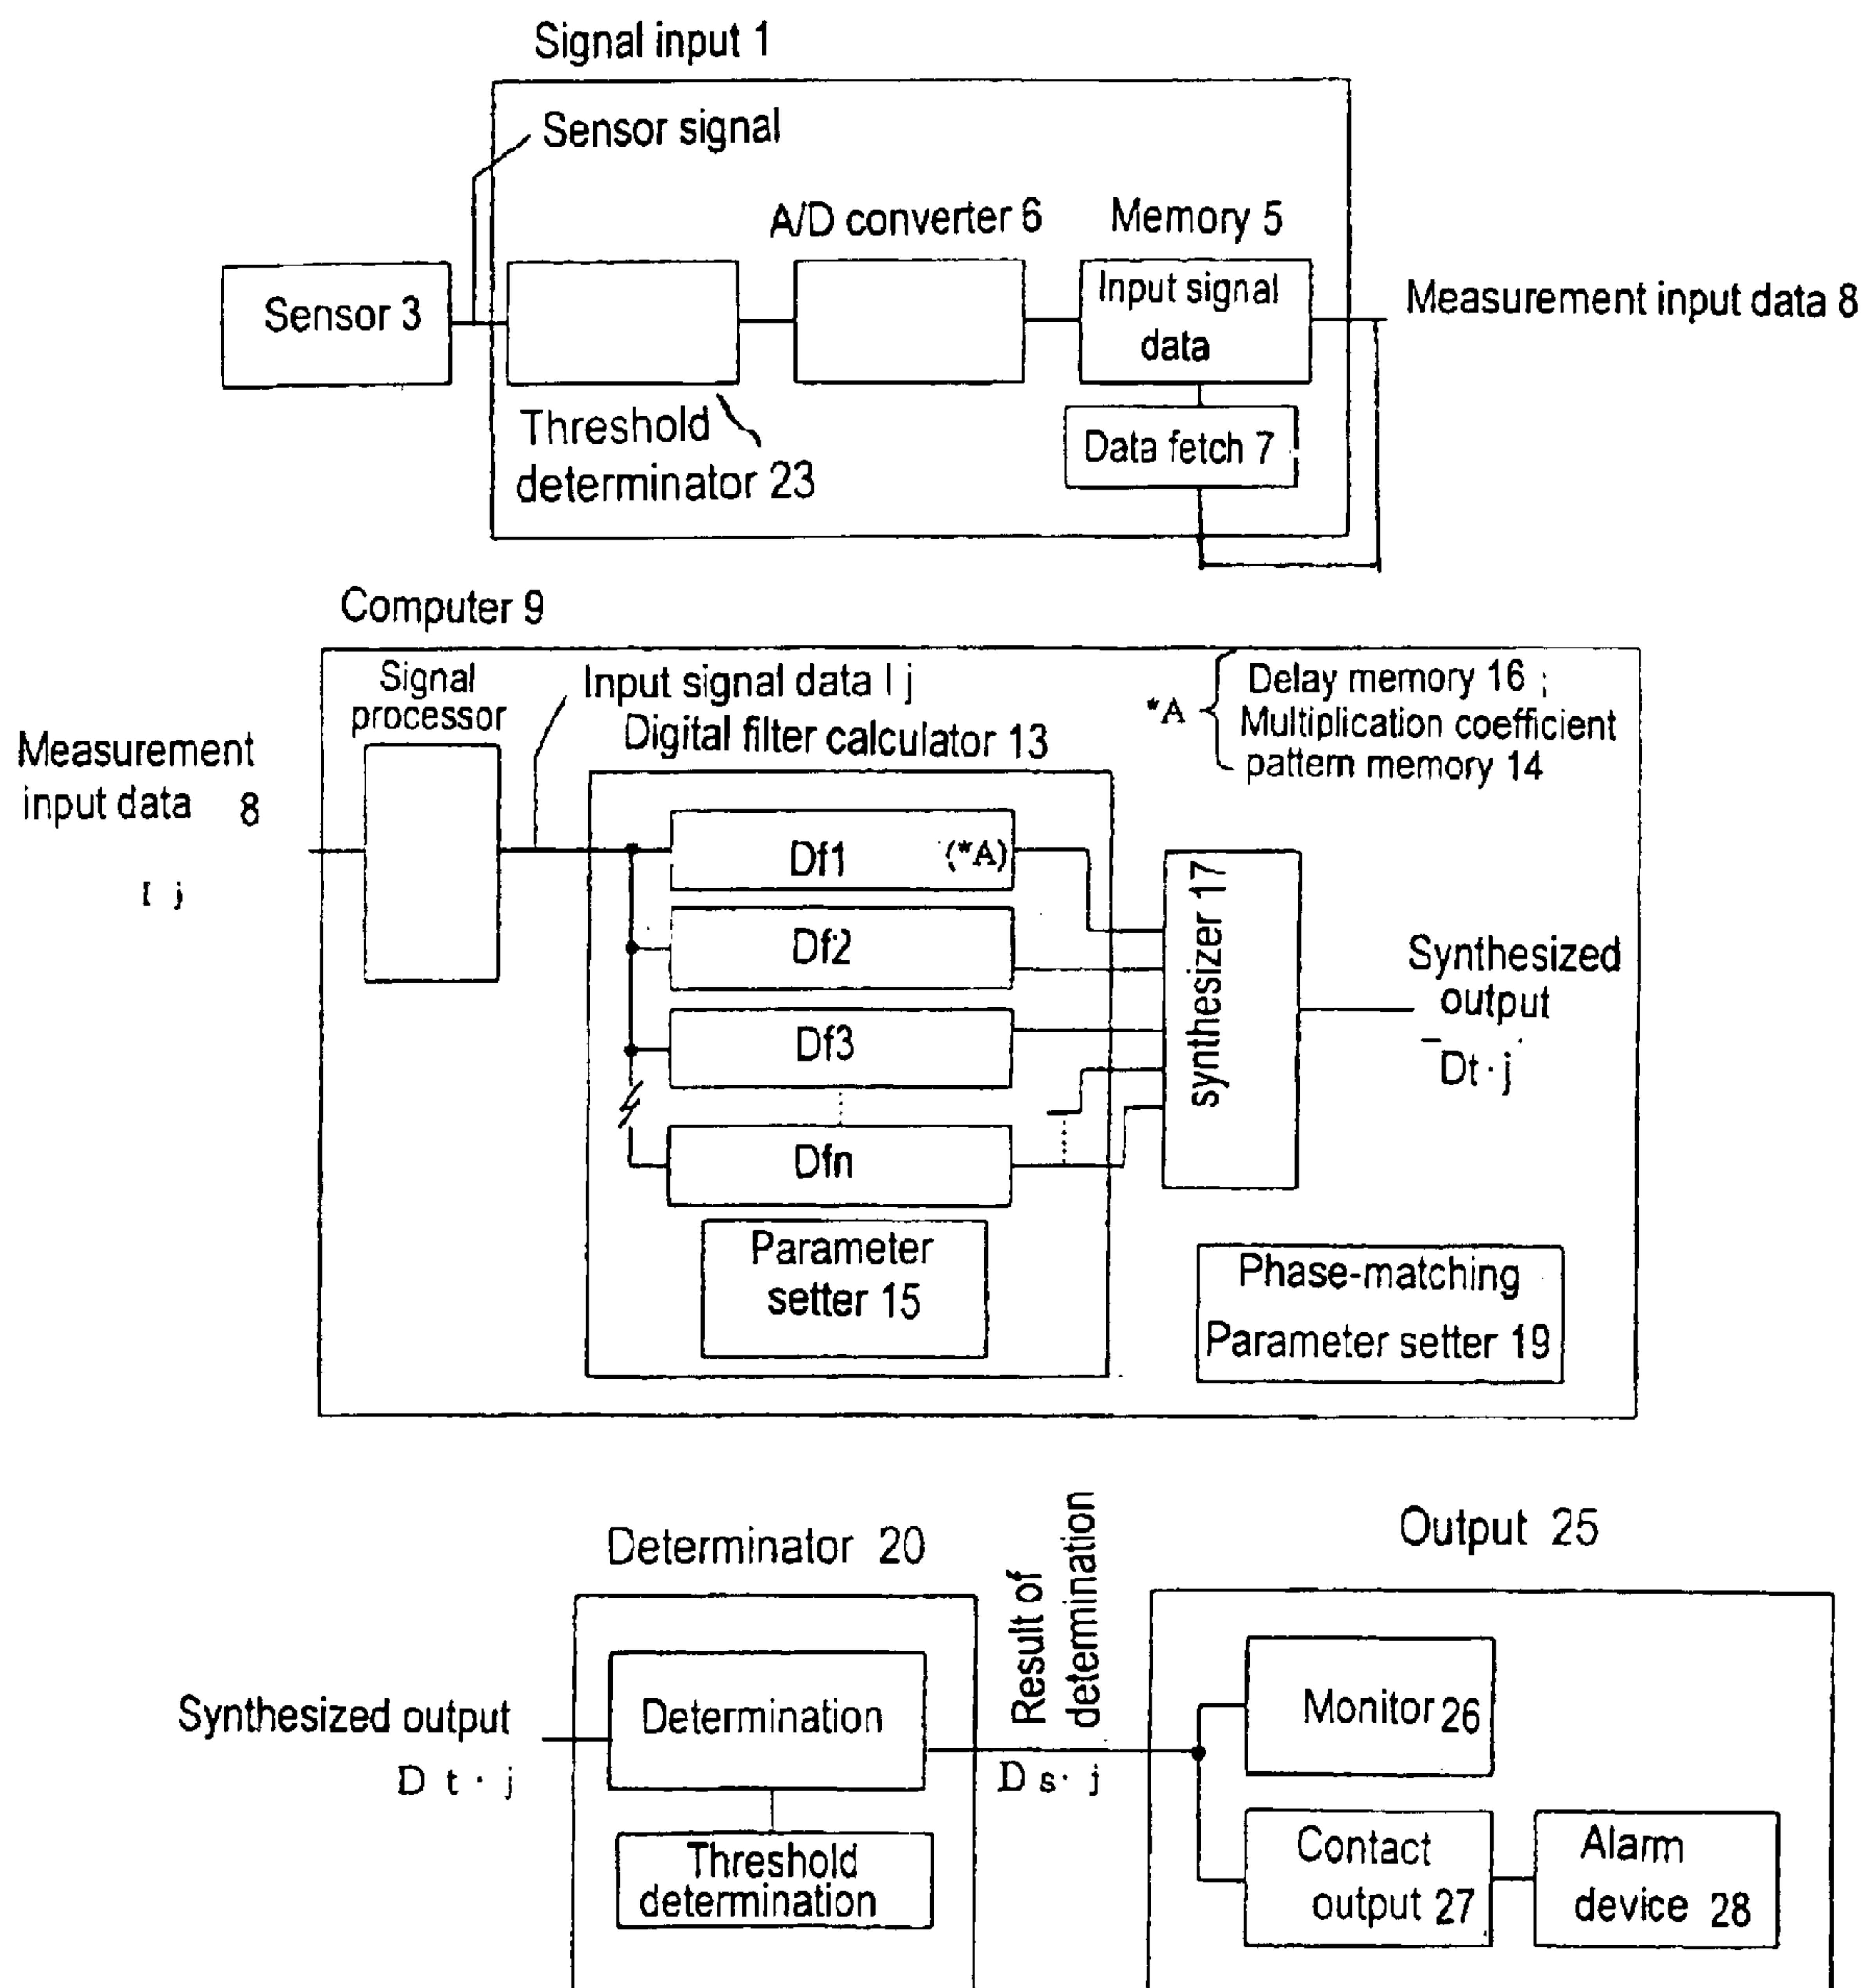 Signal input 1
Sensor signal
A/D converter 6
Memory 5
Sensor 3
Input signal
data
Measurement input data 8
Threshold
determinator 23
Data fetch 7
Computer 9
Signal
processor
Input signal data I j
Digital filter calculator 13
*A
Delay memory 16 ;
Multiplication coefficient
pattern memory 14
Measurement
input data 8
I j
Df1 (*A)
Df2
Df3
Dfn
synthesizer 17
Synthesized
output
Dt · j
Parameter
setter 15
Phase-matching
Parameter setter 19
Determinator 20
Result of
determination
Output 25
Synthesized output
D t · j
Determination
D s · j
Threshold
determination
Monitor 26
Contact
output 27
Alarm
device 28